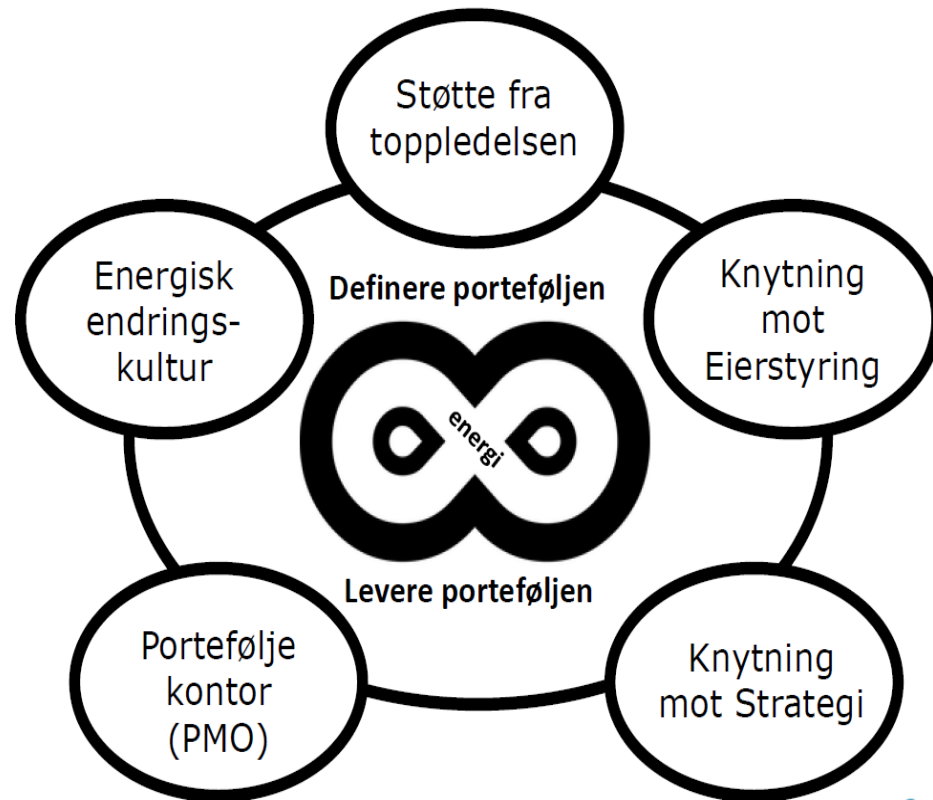 Støtte fra
toppledelsen
Knytning
mot
Eierstyring
Knytning
mot Strategi
Portefølje
kontor
(PMO)
Energisk
endrings-
kultur
Definere porteføljen
energi
Levere porteføljen